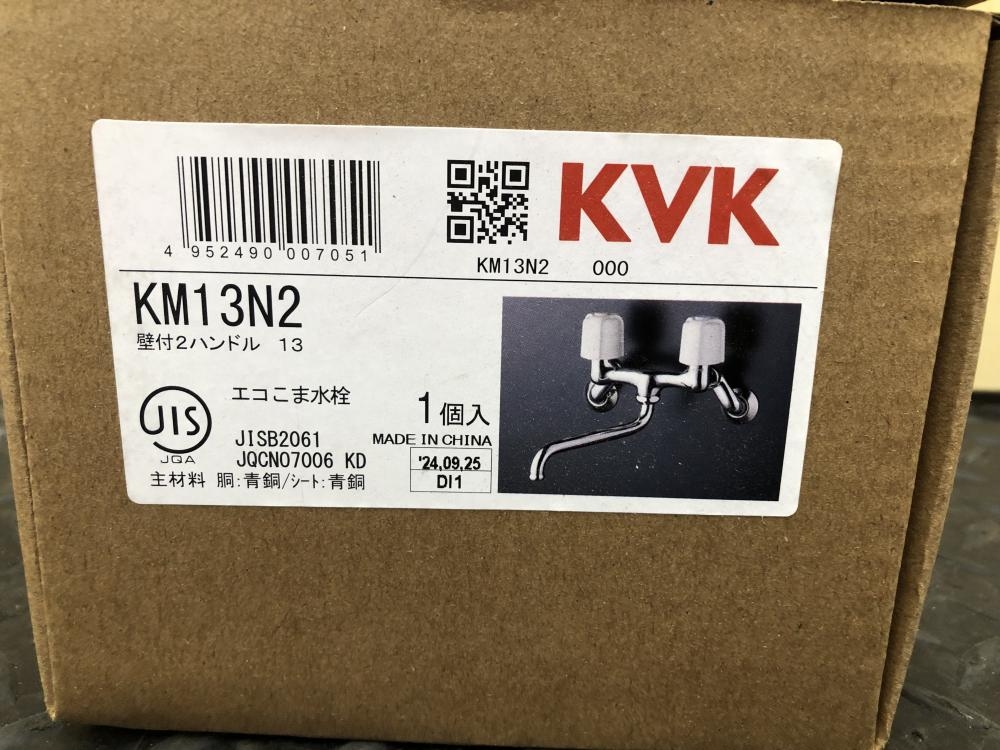 4 952490 007051
KVK
KM13N2 000
KM13N2
壁付2ハンドル 13
エコこま水栓
JIS
JQA
JISB2061
JQCN07006 KD
主材料 胴:青銅/シート:青銅
1個入
MADE IN CHINA
'24,09,25
DI1